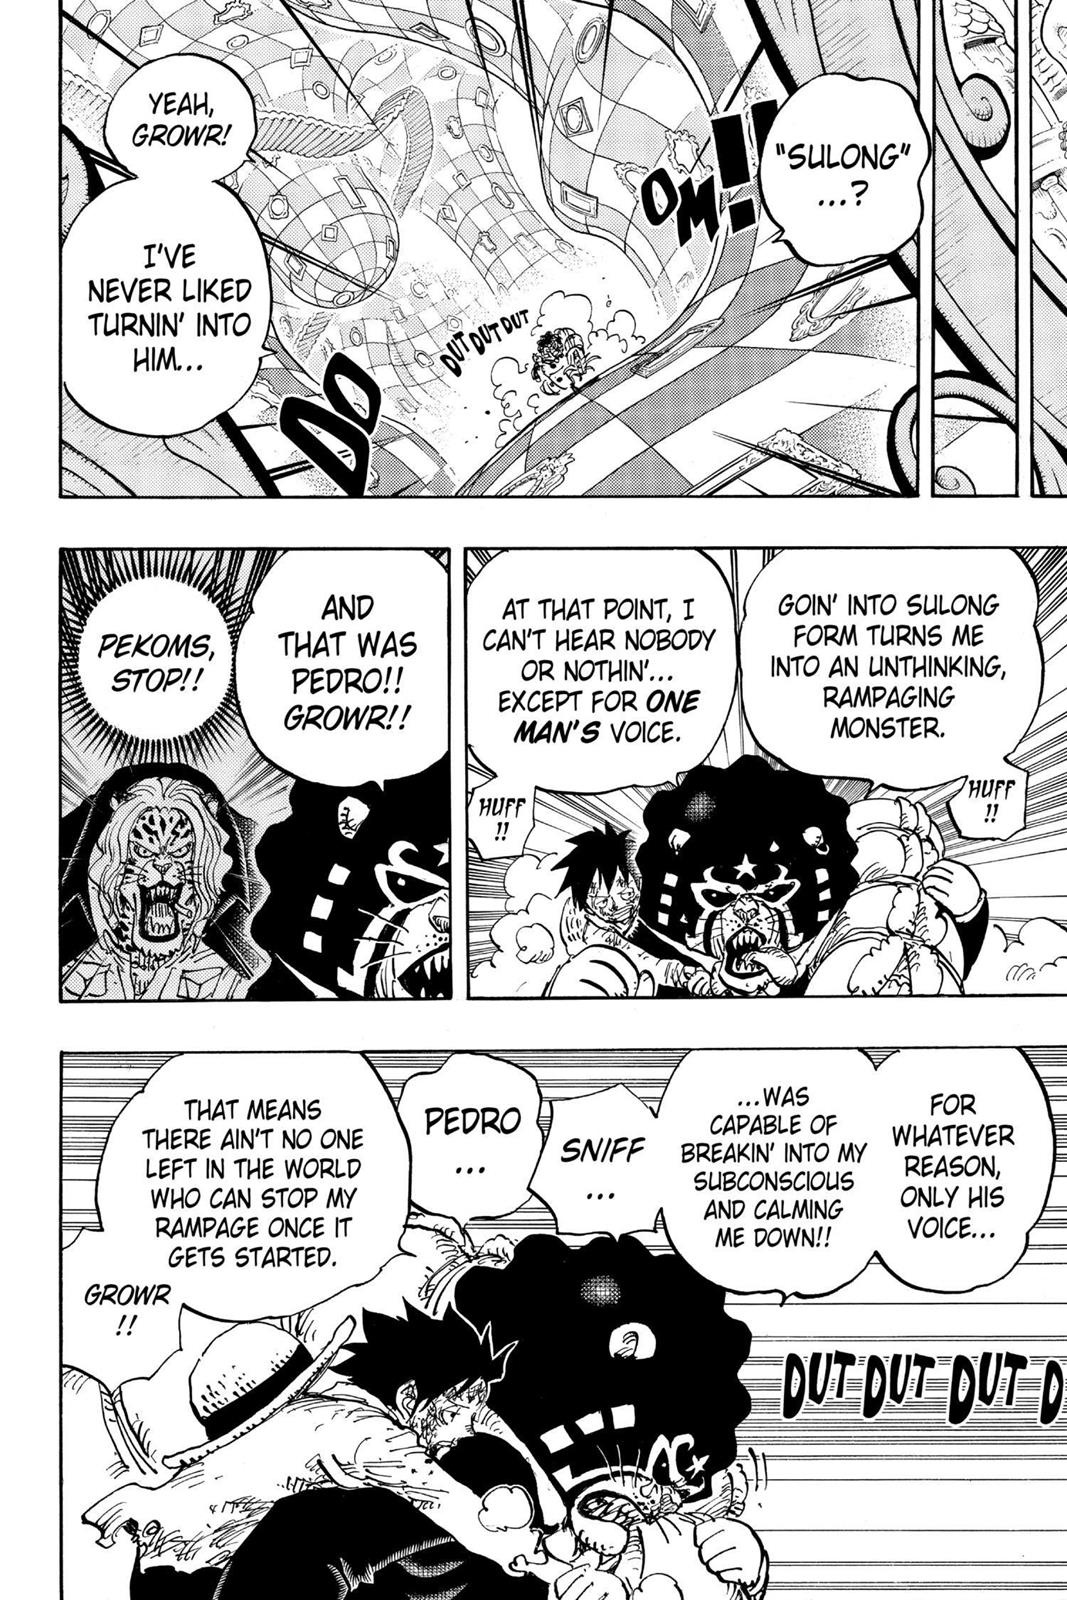 "SULONG"
...?
OM!!
YEAH,
GROWR!
I'VE
NEVER LIKED
TURNIN' INTO
HIM...
DUT DUT DUT
DO
GOIN' INTO SULONG
FORM TURNS ME
INTO AN UNTHINKING,
RAMPAGING
MONSTER.
HUFF
!!
AT THAT POINT, I
CAN'T HEAR NOBODY
OR NOTHIN'...
EXCEPT FOR ONE
MAN'S VOICE.
HUFF
!!
AND
THAT WAS
PEDRO!!
GROWR!!
PEKOMS,
STOP!!
FOR
WHATEVER
REASON,
ONLY HIS
VOICE...
...WAS
CAPABLE OF
BREAKIN' INTO MY
SUBCONSCIOUS
AND CALMING
ME DOWN!!
SNIFF
...
PEDRO
...
THAT MEANS
THERE AIN'T NO ONE
LEFT IN THE WORLD
WHO CAN STOP MY
RAMPAGE ONCE IT
GETS STARTED.
GROWR
!!
DUT DUT DUT D